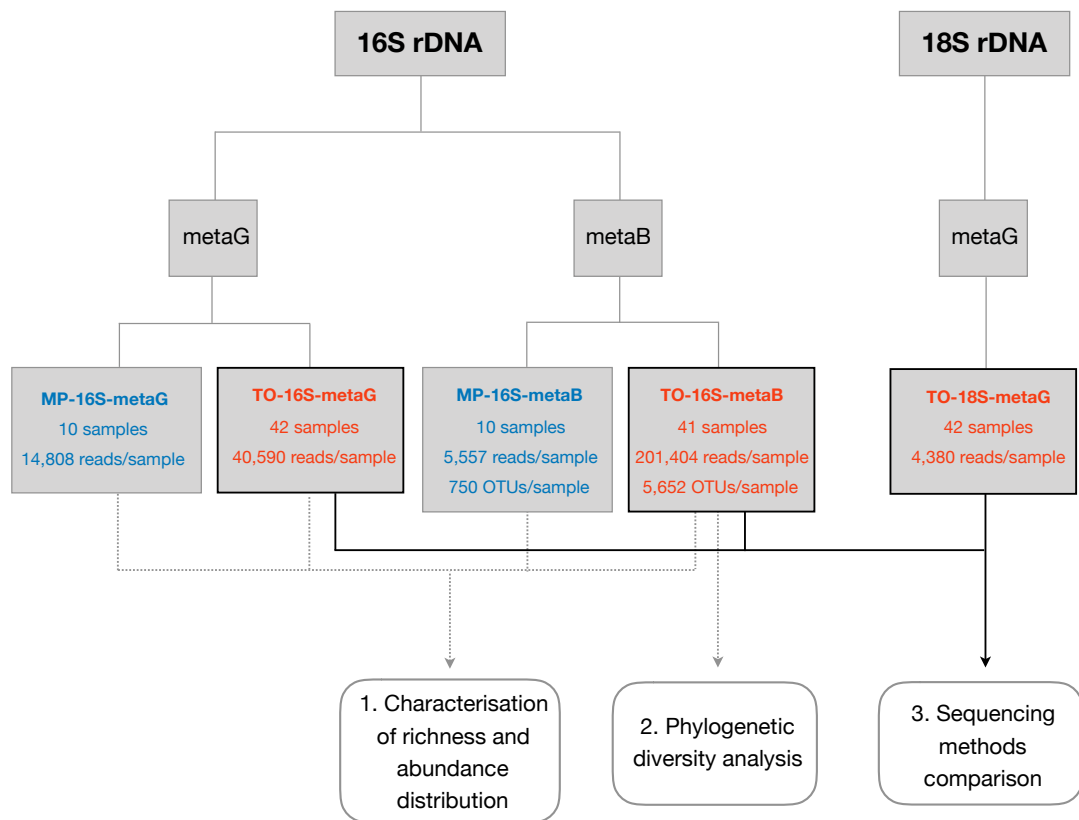 16S rDNA
18S rDNA
metaG
metaB
metaG
MP-16S-metaG
10 samples
14,808 reads/sample
TO-16S-metaG
42 samples
40,590 reads/sample
MP-16S-metaB
10 samples
5,557 reads/sample
750 OTUs/sample
TO-16S-metaB
41 samples
201,404 reads/sample
5,652 OTUs/sample
TO-18S-metaG
42 samples
4,380 reads/sample
1. Characterisation
of richness and
abundance
distribution
2. Phylogenetic
diversity analysis
3. Sequencing
methods
comparison